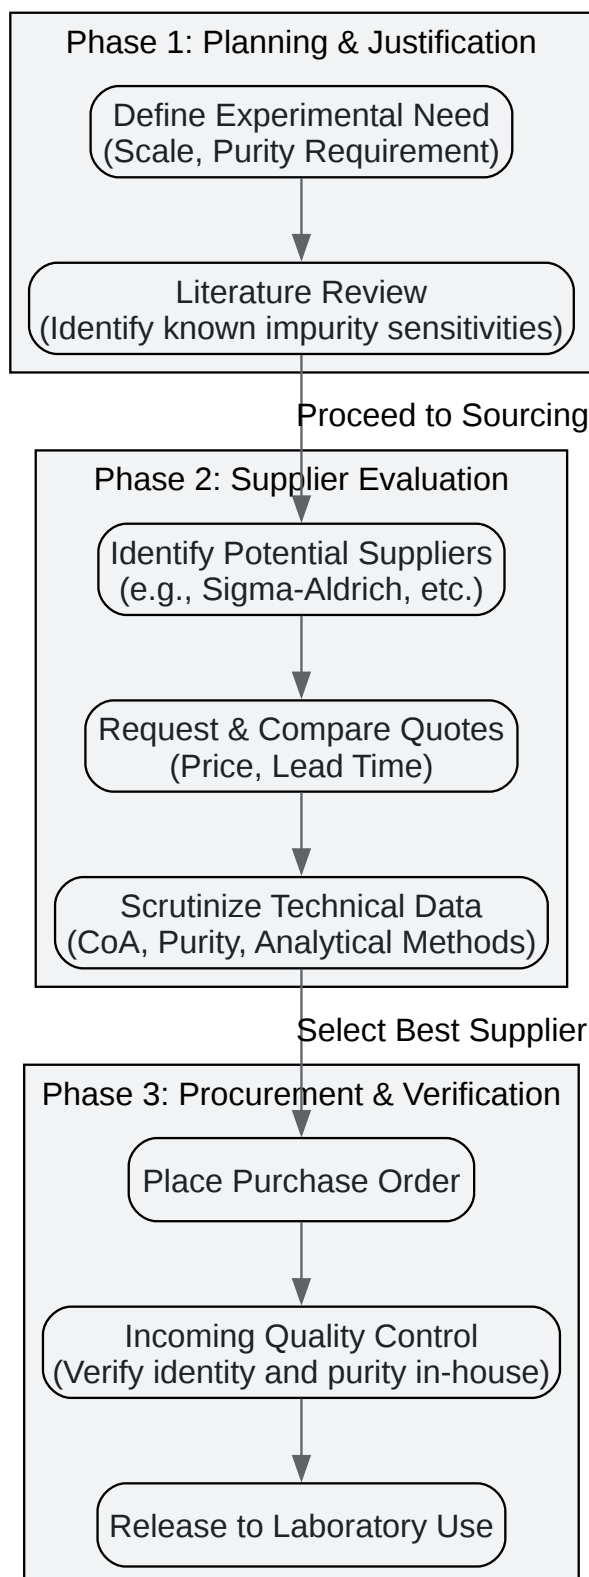 Phase 1: Planning & Justification
Define Experimental Need
(Scale, Purity Requirement)
Literature Review
(Identify known impurity sensitivities)
Proceed to Sourcing
Phase 2: Supplier Evaluation
Identify Potential Suppliers
(e.g., Sigma-Aldrich, etc.)
Request & Compare Quotes
(Price, Lead Time)
Scrutinize Technical Data
(CoA, Purity, Analytical Methods)
Select Best Supplier
Phase 3: Procurement & Verification
Place Purchase Order
Incoming Quality Control
(Verify identity and purity in-house)
Release to Laboratory Use